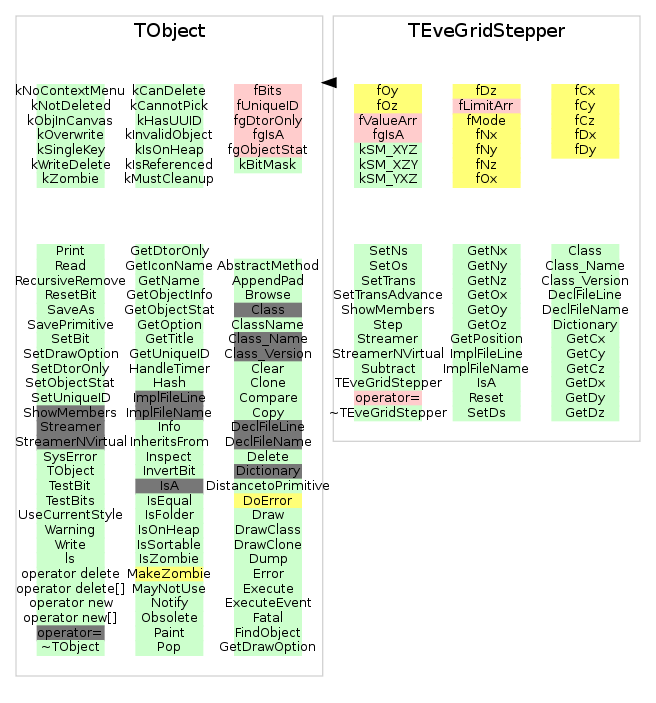 TObject
kNoContextMenu
kNotDeleted
kObjInCanvas
kOverwrite
kSingleKey
kWriteDelete
kZombie
kCanDelete
kCannotPick
kHasUUID
kInvalidObject
kIsOnHeap
kIsReferenced
kMustCleanup
fBits
fUniqueID
fgDtorOnly
fgIsA
fgObjectStat
kBitMask
Print
Read
RecursiveRemove
ResetBit
SaveAs
SavePrimitive
SetBit
SetDrawOption
SetDtorOnly
SetObjectStat
SetUniqueID
ShowMembers
Streamer
StreamerNVirtual
SysError
TObject
TestBit
TestBits
UseCurrentStyle
Warning
Write
ls
operator delete
operator delete[]
operator new
operator new[]
operator=
~TObject
GetDtorOnly
GetIconName
GetName
GetObjectInfo
GetObjectStat
GetOption
GetTitle
GetUniqueID
HandleTimer
Hash
ImplFileLine
ImplFileName
Info
InheritsFrom
Inspect
InvertBit
IsA
IsEqual
IsFolder
IsOnHeap
IsSortable
IsZombie
MakeZombie
MayNotUse
Notify
Obsolete
Paint
Pop
AbstractMethod
AppendPad
Browse
Class
ClassName
Class_Name
Class_Version
Clear
Clone
Compare
Copy
DeclFileLine
DeclFileName
Delete
Dictionary
DistancetoPrimitive
DoError
Draw
DrawClass
DrawClone
Dump
Error
Execute
ExecuteEvent
Fatal
FindObject
GetDrawOption
TEveGridStepper
fOy
fOz
fValueArr
fgIsA
kSM_XYZ
kSM_XZY
kSM_YXZ
fDz
fLimitArr
fMode
fNx
fNy
fNz
fOx
fCx
fCy
fCz
fDx
fDy
SetNs
SetOs
SetTrans
SetTransAdvance
ShowMembers
Step
Streamer
StreamerNVirtual
Subtract
TEveGridStepper
operator=
~TEveGridStepper
GetNx
GetNy
GetNz
GetOx
GetOy
GetOz
GetPosition
ImplFileLine
ImplFileName
IsA
Reset
SetDs
Class
Class_Name
Class_Version
DeclFileLine
DeclFileName
Dictionary
GetCx
GetCy
GetCz
GetDx
GetDy
GetDz